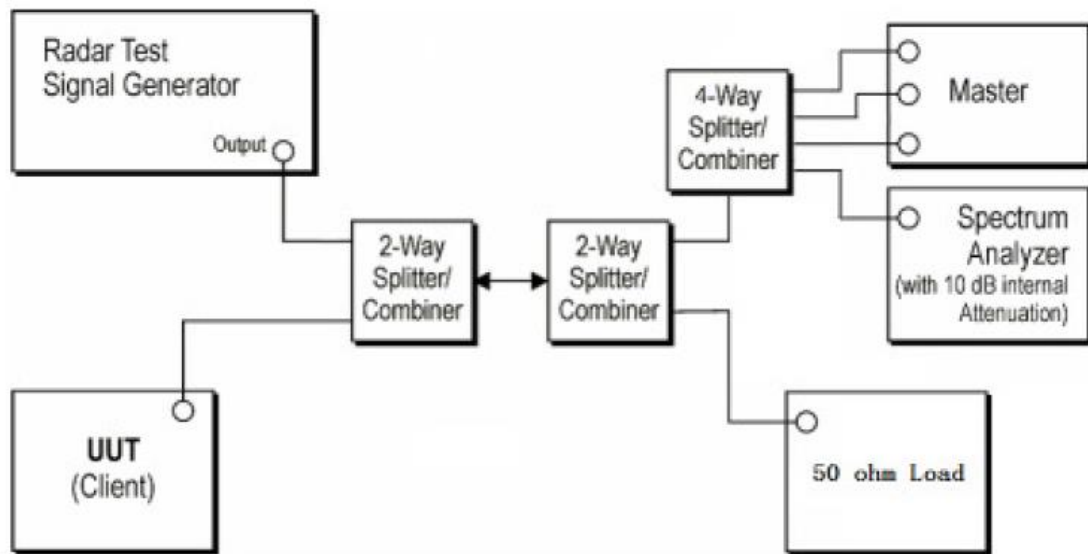 Radar Test
Signal Generator
Output
4-Way
Splitter/
Combiner
Master
2-Way
Splitter/
Combiner
2-Way
Splitter/
Combiner
Spectrum
Analyzer
(with 10 dB internal
Attenuation)
UUT
(Client)
50 ohm Load